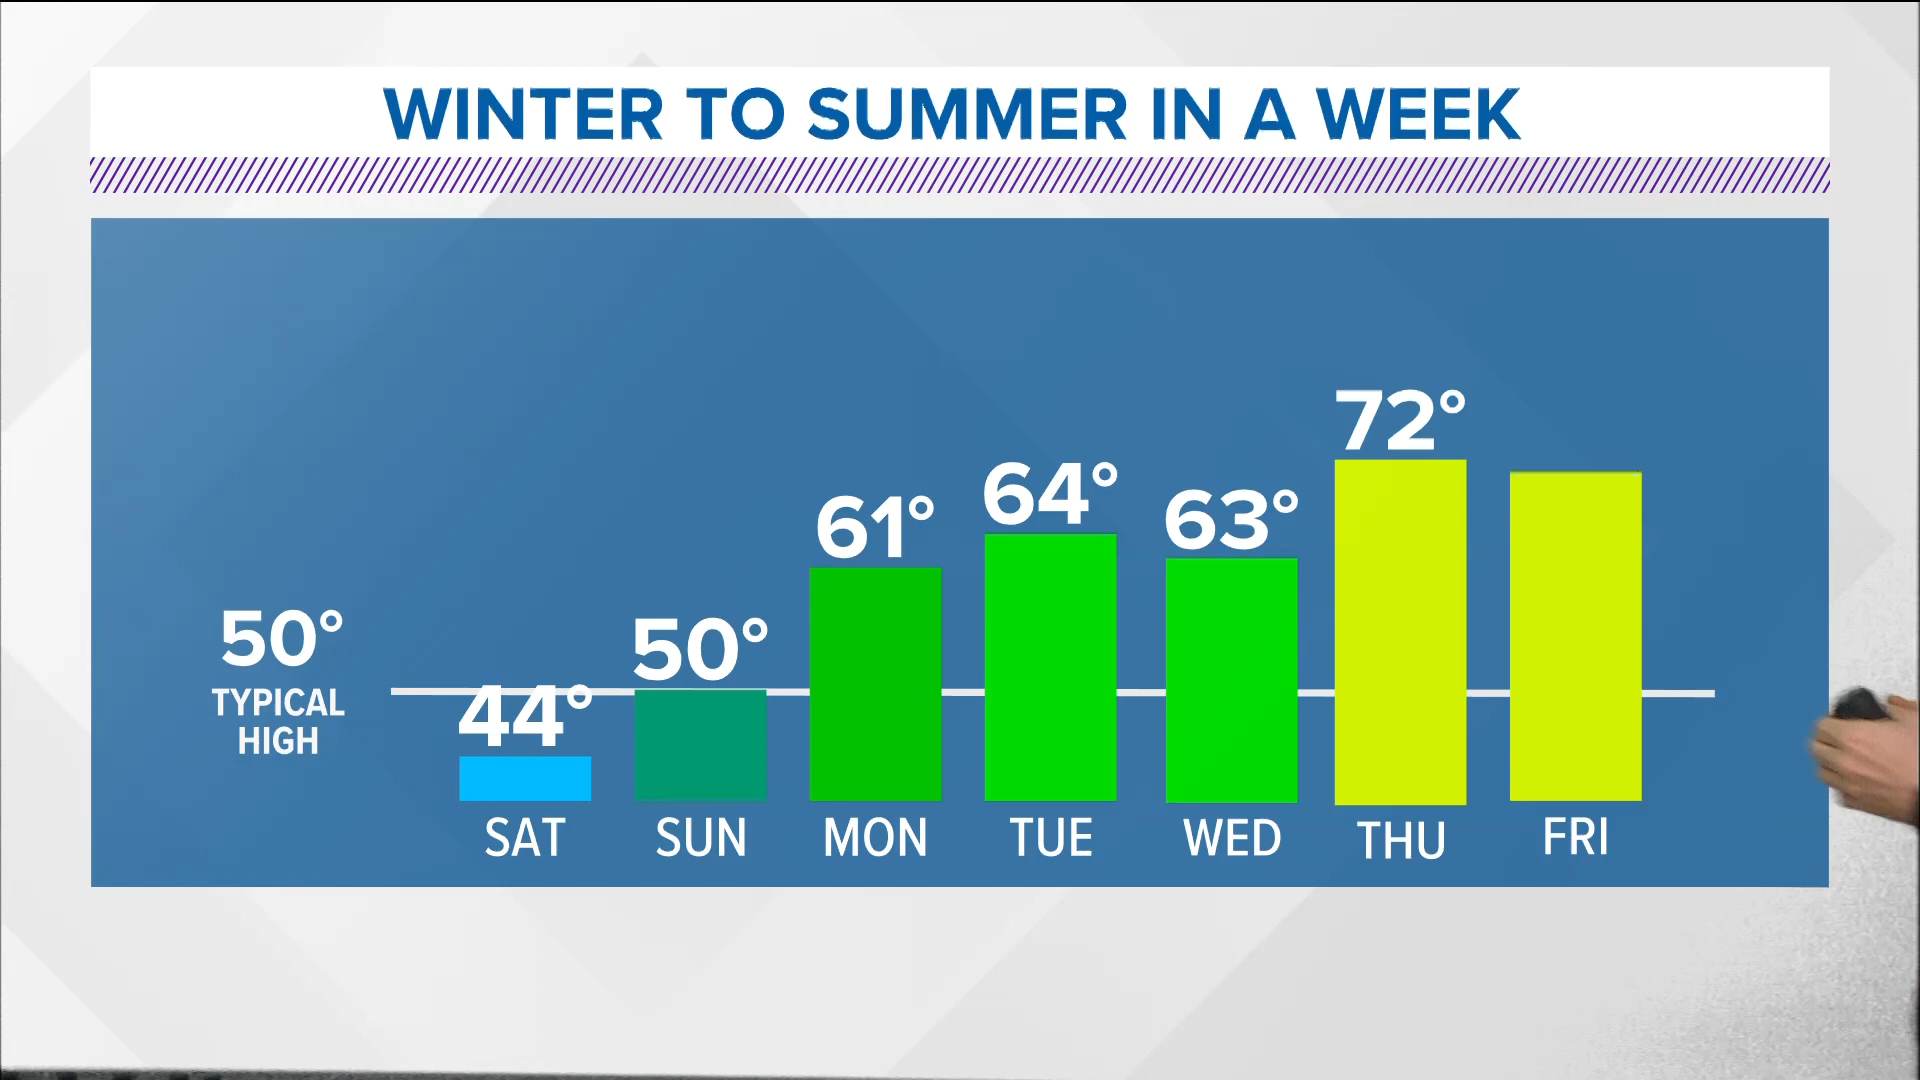 WINTER TO SUMMER IN A WEEK
50°
TYPICAL
HIGH
44°
50°
61°
64°
63°
72°
SAT
SUN
MON
TUE
WED
THU
FRI